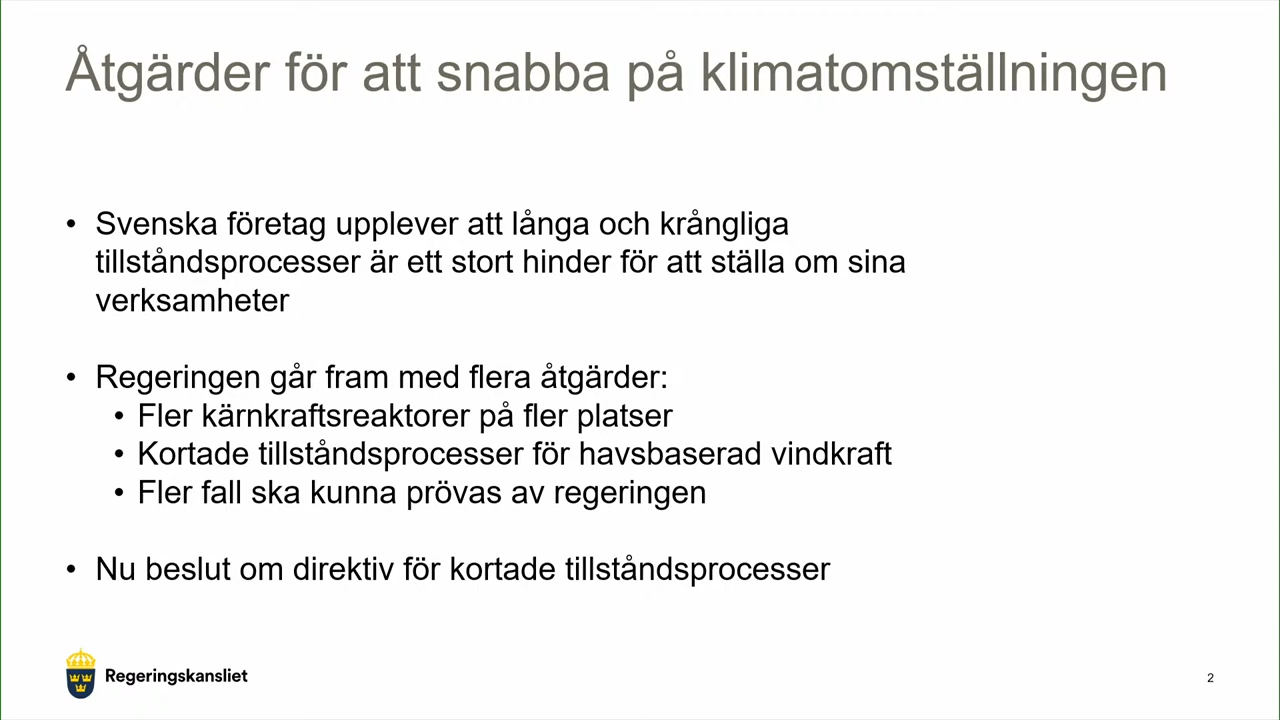 Åtgärder för att snabba på klimatomställningen
• Svenska företag upplever att långa och krångliga
tillståndsprocesser är ett stort hinder för att ställa om sina
verksamheter
• Regeringen går fram med flera åtgärder:
• Fler kärnkraftsreaktorer på fler platser
• Kortade tillståndsprocesser för havsbaserad vindkraft
• Fler fall ska kunna prövas av regeringen
• Nu beslut om direktiv för kortade tillståndsprocesser
Regeringskansliet
2